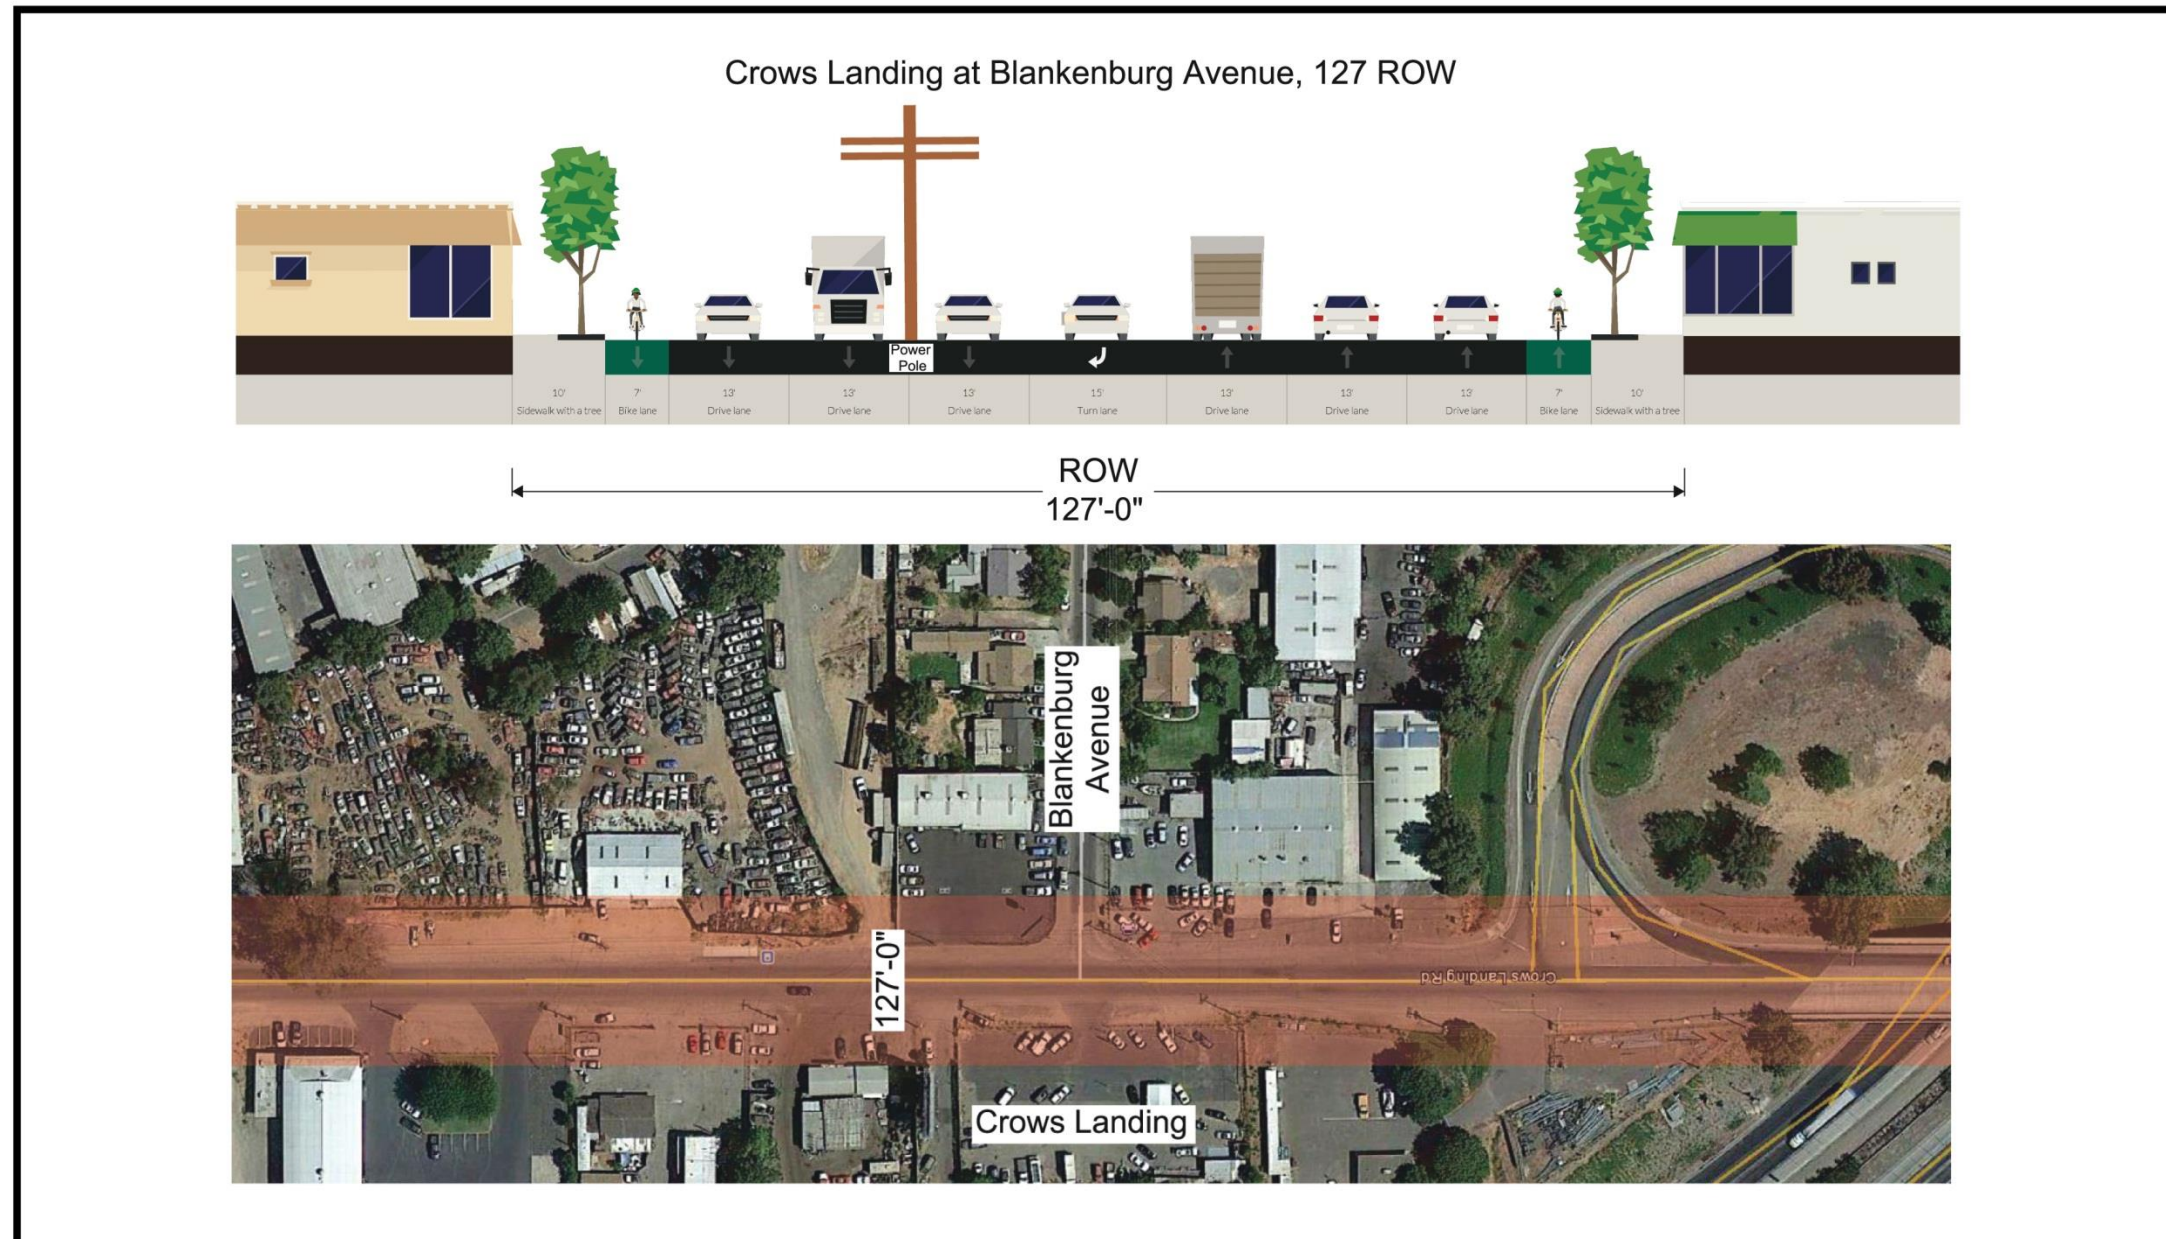 Crows Landing at Blankenburg Avenue, 127 ROW
Power
Pole
10' 7' 13' 13' 13' 15' 13' 13' 13' 7' 10'
Sidewalk with a tree Bike lane Drive lane Drive lane Drive lane Turn lane Drive lane Drive lane Drive lane Bike lane Sidewalk with a tree
ROW
127'-0"
Blankenburg
Avenue
127'-0"
Crows Landing Rd
Crows Landing